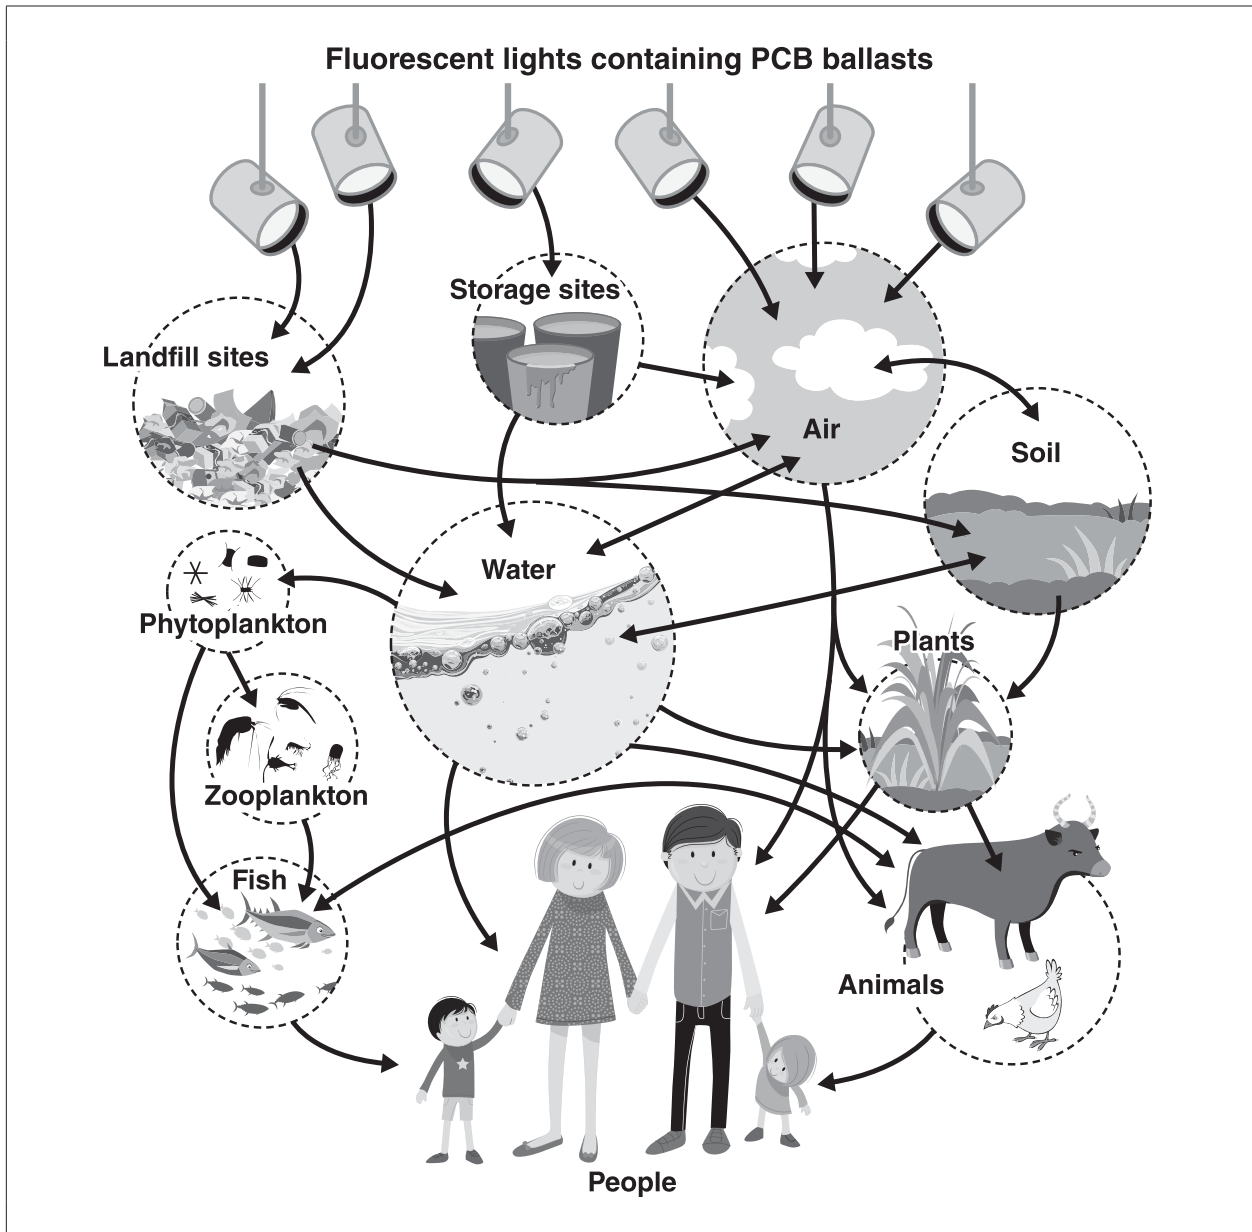 Fluorescent lights containing PCB ballasts
Storage sites
Landfill sites
Air
Soil
Water
Phytoplankton
Plants
Zooplankton
Fish
Animals
People